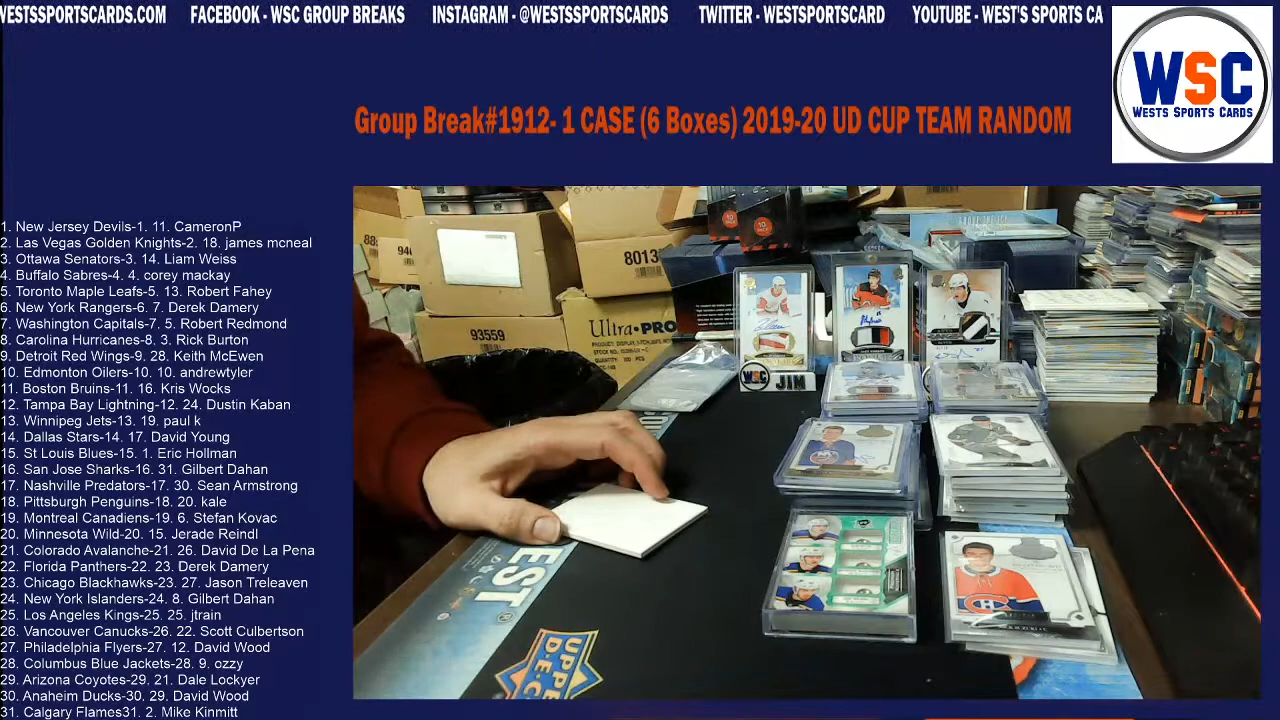 WESTSSPORTSCARDS.COM FACEBOOK - WSC GROUP BREAKS INSTAGRAM - @WESTSSPORTSCARDS TWITTER - WESTSPORTSCARD YOUTUBE - WEST'S SPORTS CA
WSC
WESTS SPORTS CARDS
Group Break#1912- 1 CASE (6 Boxes) 2019-20 UD CUP TEAM RANDOM
1. New Jersey Devils-1. 11. CameronP
2. Las Vegas Golden Knights-2. 18. james mcneal
3. Ottawa Senators-3. 14. Liam Weiss
4. Buffalo Sabres-4. 4. corey mackay
5. Toronto Maple Leafs-5. 13. Robert Fahey
6. New York Rangers-6. 7. Derek Damery
7. Washington Capitals-7. 5. Robert Redmond
8. Carolina Hurricanes-8. 3. Rick Burton
9. Detroit Red Wings-9. 28. Keith McEwen
10. Edmonton Oilers-10. 10. andrewtyler
11. Boston Bruins-11. 16. Kris Wocks
12. Tampa Bay Lightning-12. 24. Dustin Kaban
13. Winnipeg Jets-13. 19. paul k
14. Dallas Stars-14. 17. David Young
15. St Louis Blues-15. 1. Eric Hollman
16. San Jose Sharks-16. 31. Gilbert Dahan
17. Nashville Predators-17. 30. Sean Armstrong
18. Pittsburgh Penguins-18. 20. kale
19. Montreal Canadiens-19. 6. Stefan Kovac
20. Minnesota Wild-20. 15. Jerade Reindl
21. Colorado Avalanche-21. 26. David De La Pena
22. Florida Panthers-22. 23. Derek Damery
23. Chicago Blackhawks-23. 27. Jason Treleaven
24. New York Islanders-24. 8. Gilbert Dahan
25. Los Angeles Kings-25. 25. jtrain
26. Vancouver Canucks-26. 22. Scott Culbertson
27. Philadelphia Flyers-27. 12. David Wood
28. Columbus Blue Jackets-28. 9. ozzy
29. Arizona Coyotes-29. 21. Dale Lockyer
30. Anaheim Ducks-30. 29. David Wood
31. Calgary Flames31. 2. Mike Kinmitt
8013
93559
Ultra•PRO
WSC JIM
EST
UPPER